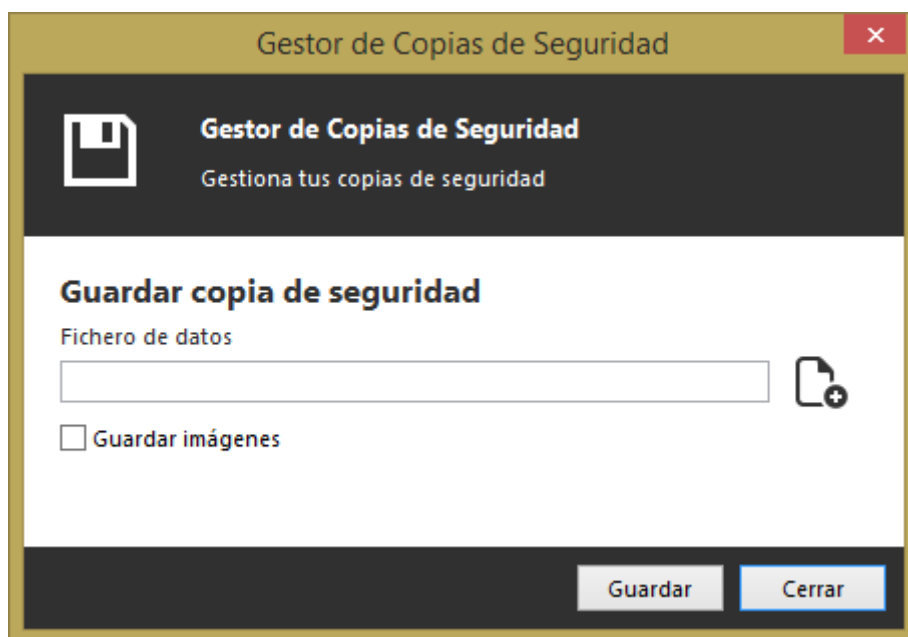 Gestor de Copias de Seguridad
Gestor de Copias de Seguridad
Gestiona tus copias de seguridad
Guardar copia de seguridad
Fichero de datos
Guardar imágenes
Guardar
Cerrar